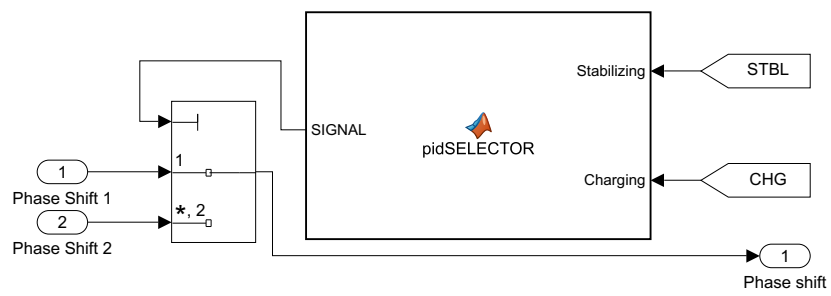 Stabilizing
STBL
SIGNAL
pidSELECTOR
1
1
Phase Shift 1
Charging
CHG
*, 2
2
Phase Shift 2
1
Phase shift